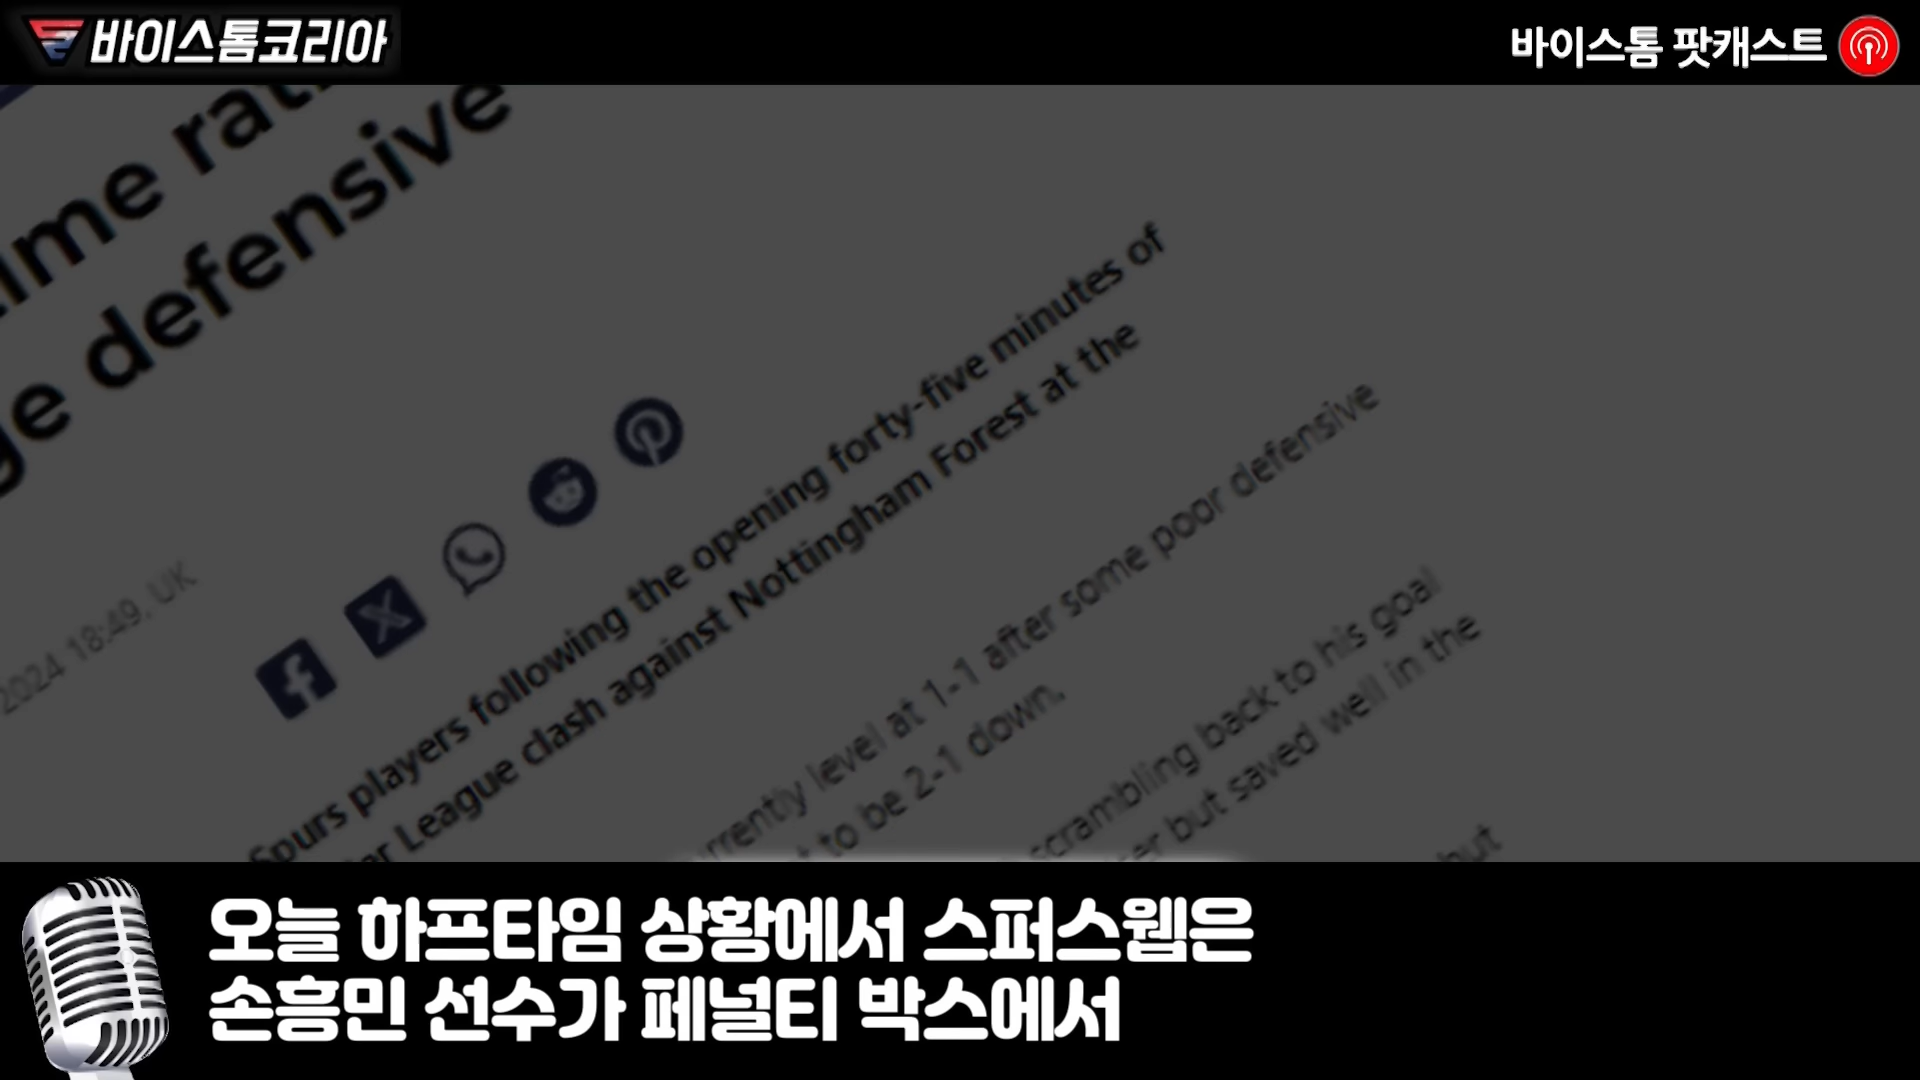 바이스톰코리아
바이스톰 팟캐스트
defensive
2024 18:49, UK
Spurs players following the opening forty-five minutes of
League clash against Nottingham Forest at the
level at 1-1 after some poor defensive
to be 2-1 down.
scrambling back to his goal
but saved well in the
but
오늘 하프타임 상황에서 스퍼스웹은
손흥민 선수가 페널티 박스에서